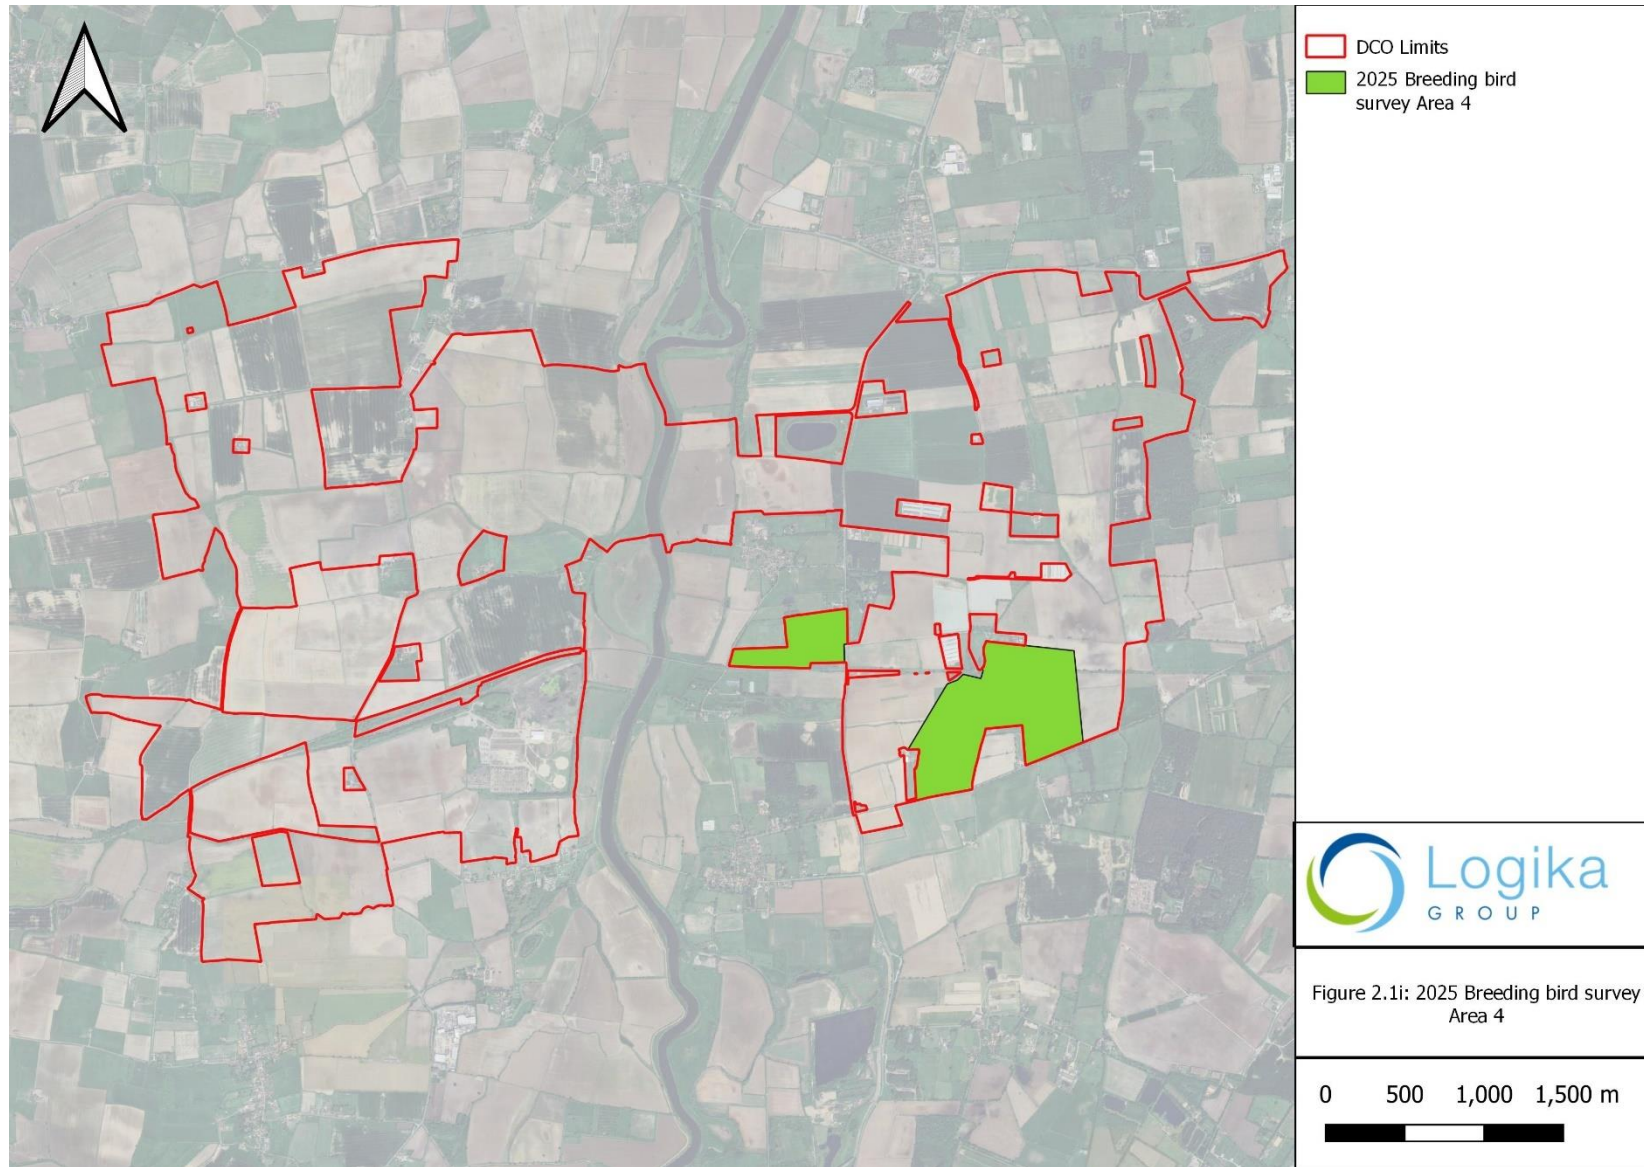 DCO Limits
2025 Breeding bird
survey Area 4
Logika
GROUP
Figure 2.1i: 2025 Breeding bird survey
Area 4
0 500 1,000 1,500 m